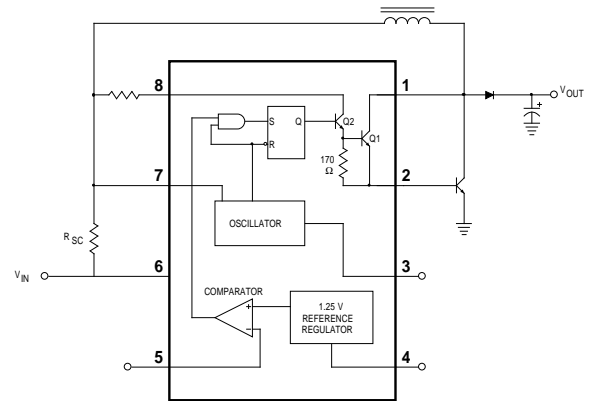 8
1
VOUT
S
Q
Q2
Q1
R
170
Ω
7
2
OSCILLATOR
RSC
VIN
6
3
COMPARATOR
1.25 V
REFERENCE
REGULATOR
+
−
5
4
+